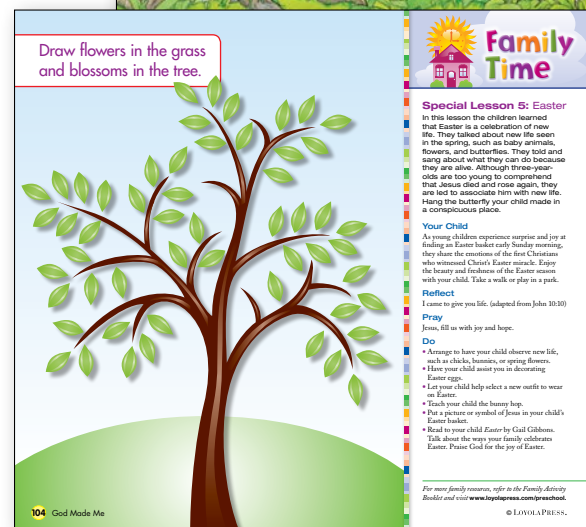 Draw flowers in the grass
and blossoms in the tree.
104 God Made Me
Family
Time
Special Lesson 5: Easter
In this lesson the children learned
that Easter is a celebration of new
life. They talked about new life seen
in the spring, such as baby animals,
flowers, and butterflies. They told and
sang about what they can do because
they are alive. Although three-year-
olds are too young to comprehend
that Jesus died and rose again, they
are led to associate him with new life.
Hang the butterfly your child made in
a conspicuous place.
Your Child
As young children experience surprise and joy at
finding an Easter basket early Sunday morning,
they share the emotions of the first Christians
who witnessed Christ's Easter miracle. Enjoy
the beauty and freshness of the Easter season
with your child. Take a walk or play in a park.
Reflect
I came to give you life. (adapted from John 10:10)
Pray
Jesus, fill us with joy and hope.
Do
• Arrange to have your child observe new life,
such as chicks, bunnies, or spring flowers.
• Have your child assist you in decorating
Easter eggs.
• Let your child help select a new outfit to wear
on Easter.
• Teach your child the bunny hop.
• Put a picture or symbol of Jesus in your child's
Easter basket.
• Read to your child Easter by Gail Gibbons.
Talk about the ways your family celebrates
Easter. Praise God for the joy of Easter.
For more family resources, refer to the Family Activity
Booklet and visit www.loyolapress.com/preschool.
© LOYOLAPRESS.